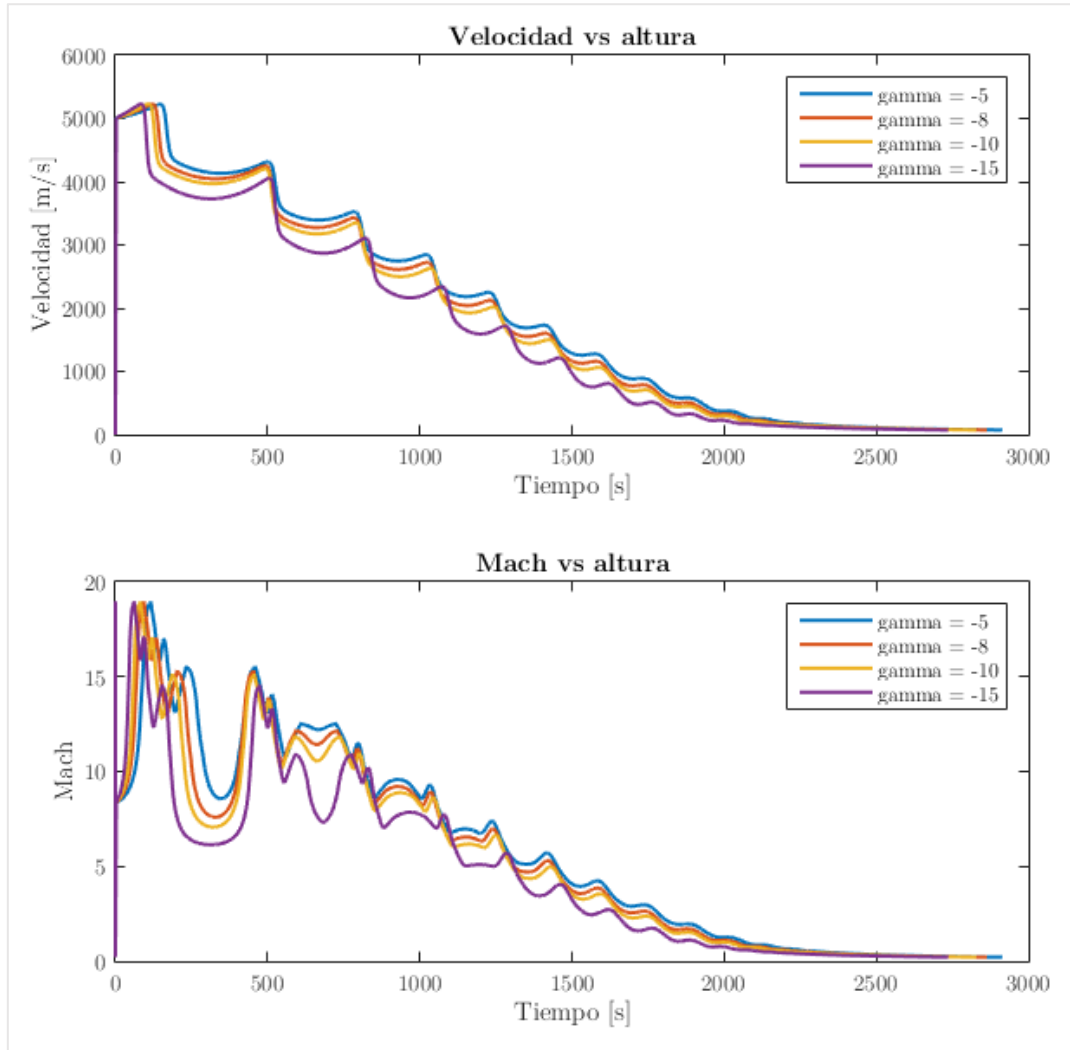 Velocidad vs altura
6000
5000
4000
3000
2000
1000
0
Velocidad [m/s]
gamma = -5
gamma = -8
gamma = -10
gamma = -15
0 500 1000 1500 2000 2500 3000
Tiempo [s]
Mach vs altura
20
15
10
5
0
Mach
gamma = -5
gamma = -8
gamma = -10
gamma = -15
0 500 1000 1500 2000 2500 3000
Tiempo [s]